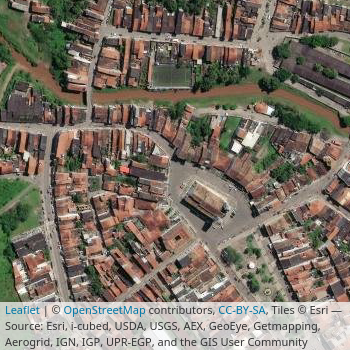 Leaflet | © OpenStreetMap contributors, CC-BY-SA, Tiles © Esri —
Source: Esri, i-cubed, USDA, USGS, AEX, GeoEye, Getmapping,
Aerogrid, IGN, IGP, UPR-EGP, and the GIS User Community